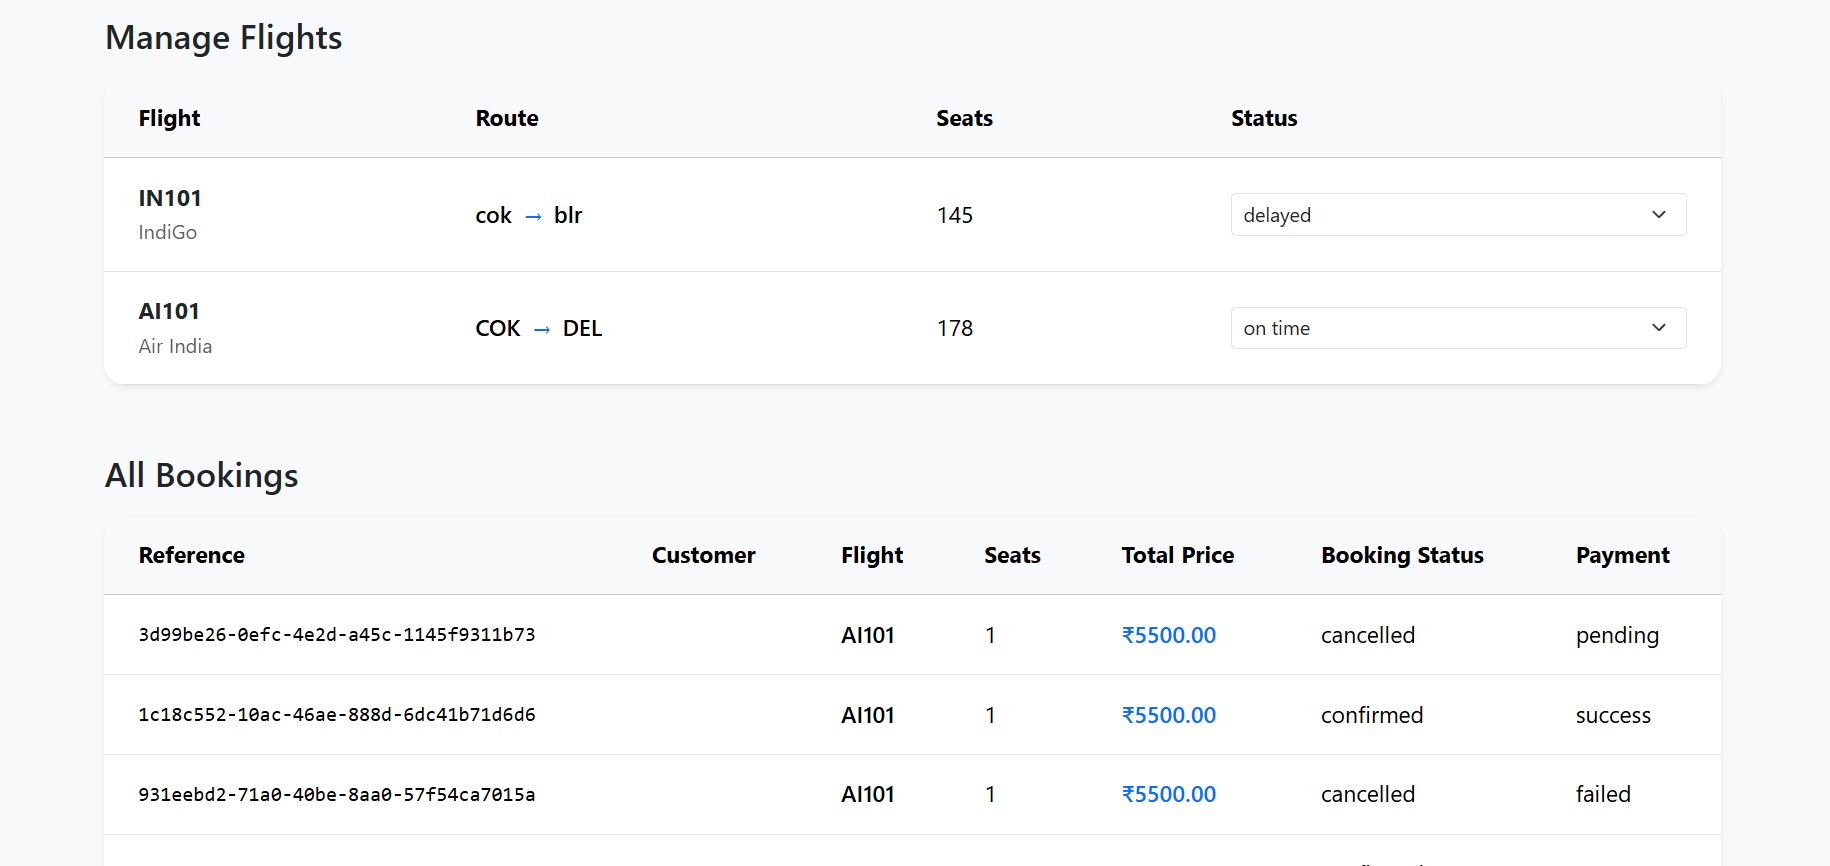 Manage Flights
Flight Route Seats Status
IN101
IndiGo
cok → blr 145 delayed
AI101
Air India
COK → DEL 178 on time
All Bookings
Reference Customer Flight Seats Total Price Booking Status Payment
3d99be26-0efc-4e2d-a45c-1145f9311b73 AI101 1 ₹5500.00 cancelled pending
1c18c552-10ac-46ae-888d-6dc41b71d6d6 AI101 1 ₹5500.00 confirmed success
931eebd2-71a0-40be-8aa0-57f54ca7015a AI101 1 ₹5500.00 cancelled failed